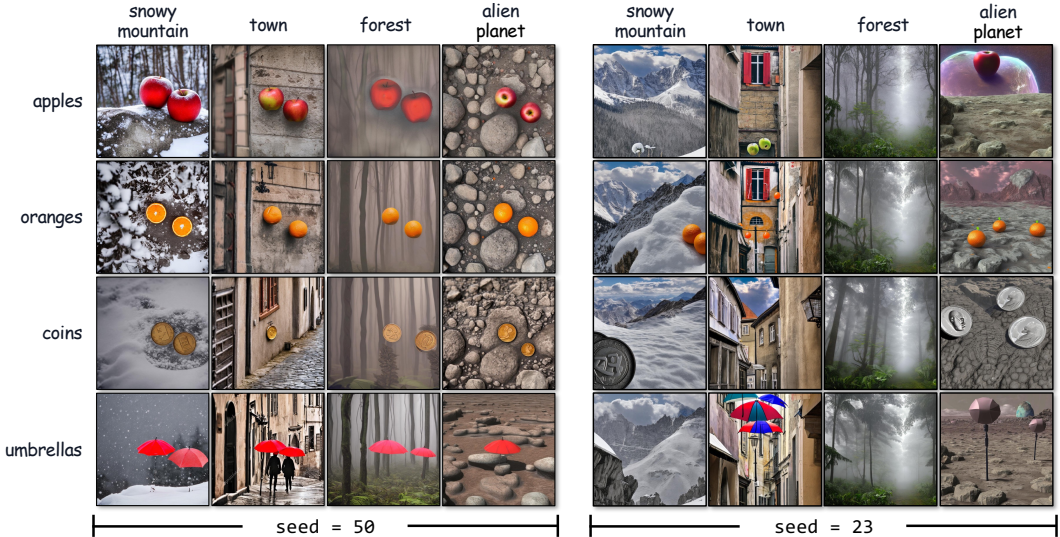 snowy
mountain
town
forest
alien
planet
snowy
mountain
town
forest
alien
planet
apples
oranges
coins
umbrellas
seed = 50
seed = 23